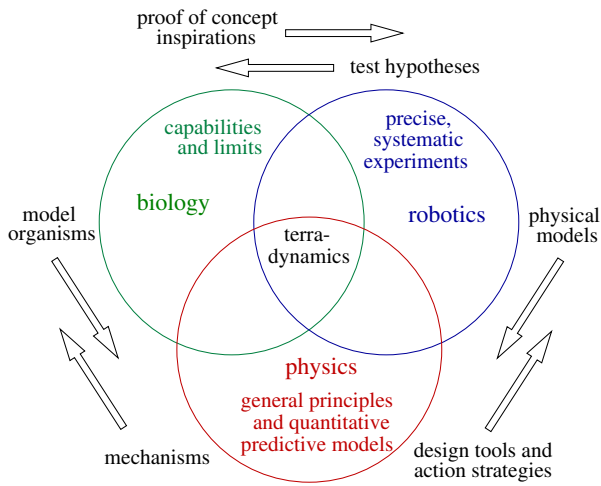 proof of concept
inspirations
test hypotheses
capabilities
and limits
precise,
systematic
experiments
biology
robotics
model
organisms
physical
models
terra-
dynamics
physics
general principles
and quantitative
predictive models
mechanisms
design tools and
action strategies